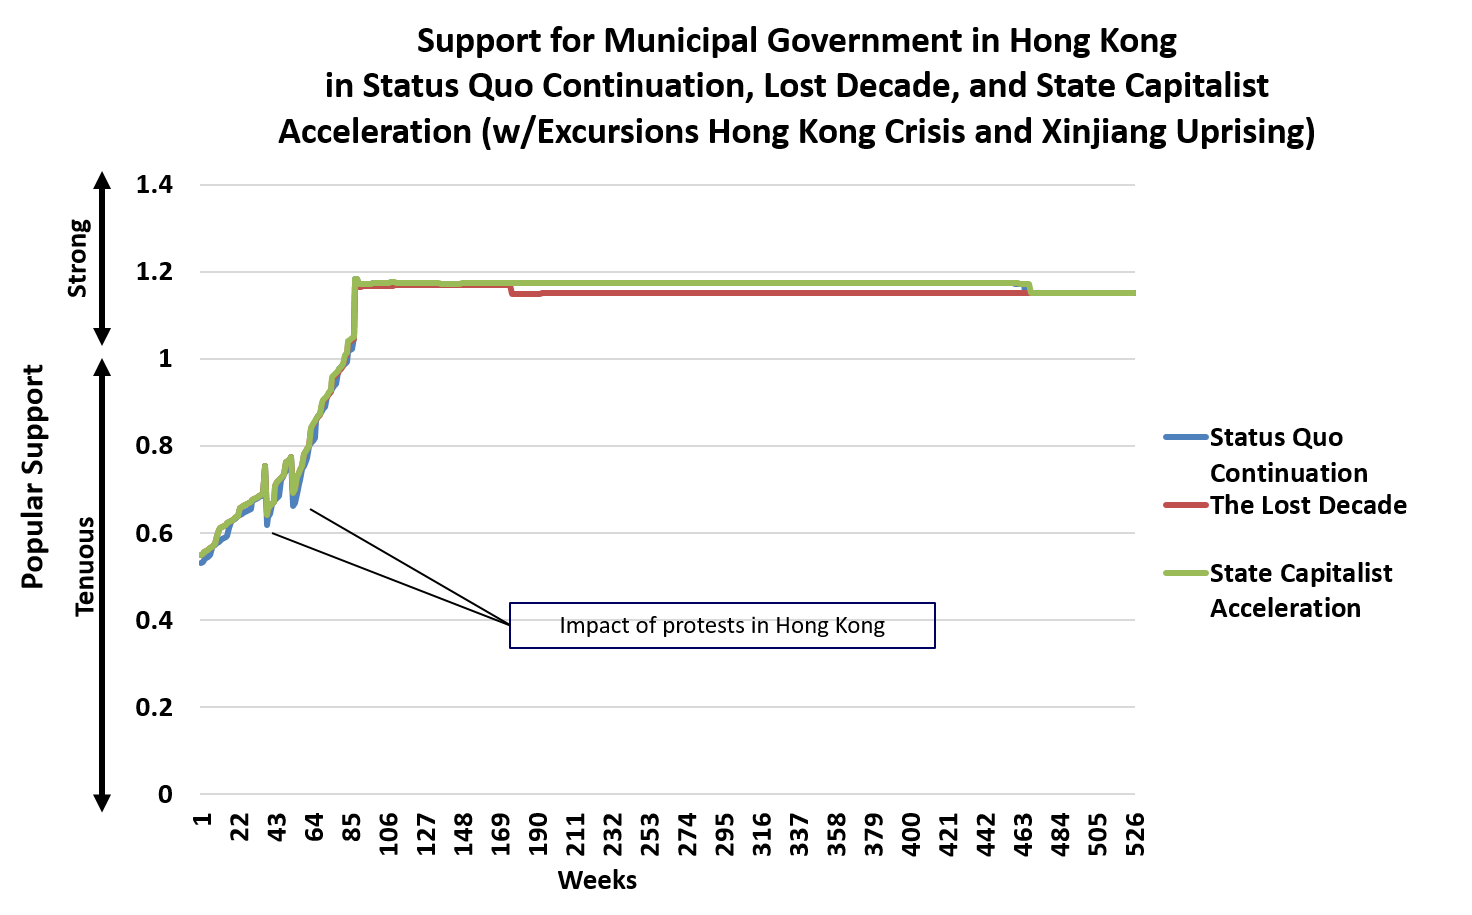 Support for Municipal Government in Hong Kong
in Status Quo Continuation, Lost Decade, and State Capitalist
Acceleration (w/Excursions Hong Kong Crisis and Xinjiang Uprising)
Popular Support
Strong
Tenuous
1.4
1.2
1
0.8
0.6
0.4
0.2
0
Impact of protests in Hong Kong
Status Quo
Continuation
The Lost Decade
State Capitalist
Acceleration
1 22 43 64 85 106 127 148 169 190 211 232 253 274 295 316 337 358 379 400 421 442 463 484 505 526
Weeks